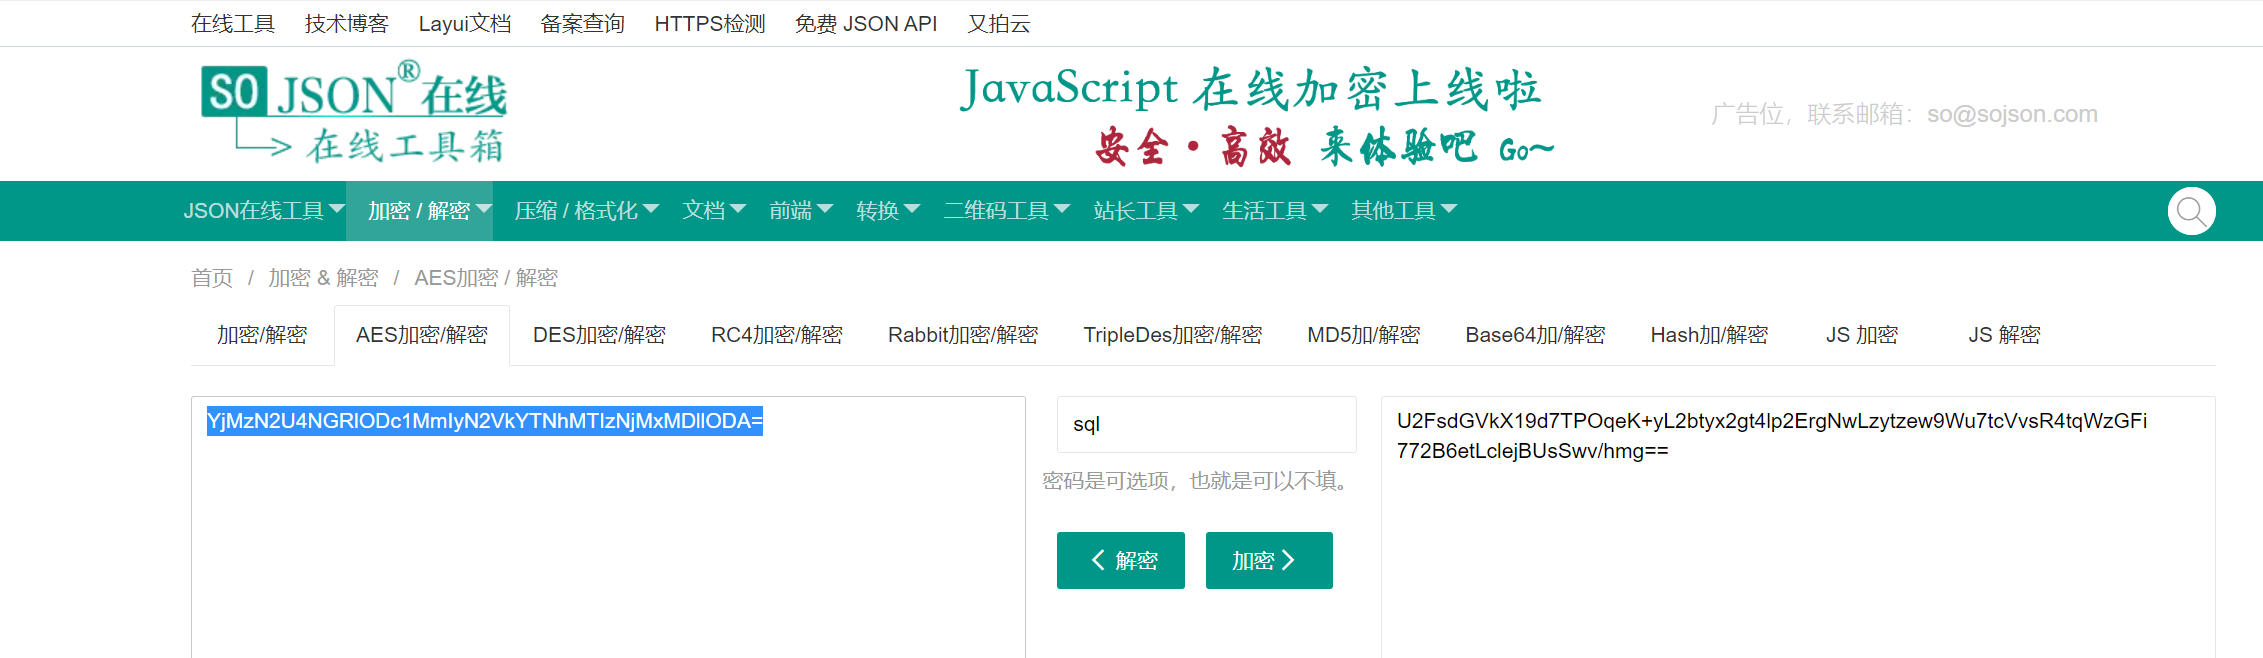 在线工具 技术博客 Layui文档 备案查询 HTTPS检测 免费 JSON API 又拍云
SO JSON®在线
在线工具箱
JavaScript 在线加密上线啦
安全·高效 来体验吧 Go~
广告位，联系邮箱：so@sojson.com
JSON在线工具 加密 / 解密 压缩 / 格式化 文档 前端 转换 二维码工具 站长工具 生活工具 其他工具
首页 / 加密 & 解密 / AES加密 / 解密
加密/解密 AES加密/解密 DES加密/解密 RC4加密/解密 Rabbit加密/解密 TripleDes加密/解密 MD5加/解密 Base64加/解密 Hash加/解密 JS 加密 JS 解密
YjMzN2U4NGRlODc1MmIyN2VkYTNhMTIzNjMxMDllODA=
sql
密码是可选项，也就是可以不填。
解密 加密
U2FsdGVkX19d7TPOqeK+yL2btyx2gt4lp2ErgNwLzytzew9Wu7tcVvsR4tqWzGFi
772B6etLclejBUsSwv/hmg==